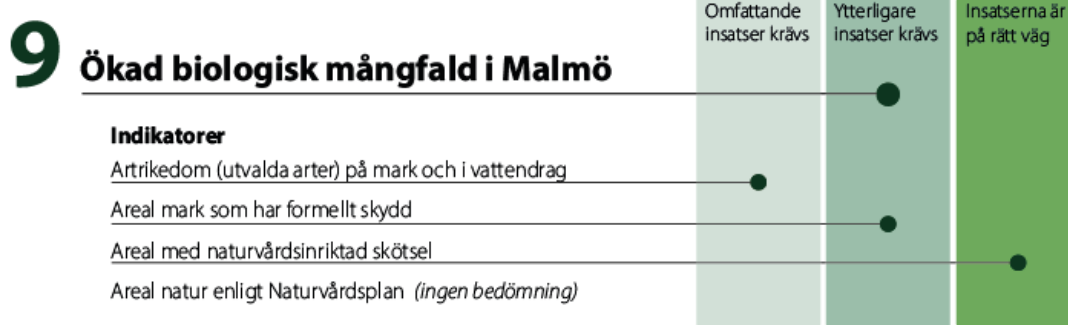 Omfattande
insatser krävs
Ytterligare
insatser krävs
Insatserna är
på rätt väg
9 Ökad biologisk mångfald i Malmö
Indikatorer
Artrikedom (utvalda arter) på mark och i vattendrag
Areal mark som har formellt skydd
Areal med naturvårdsinriktad skötsel
Areal natur enligt Naturvårdsplan (ingen bedömning)